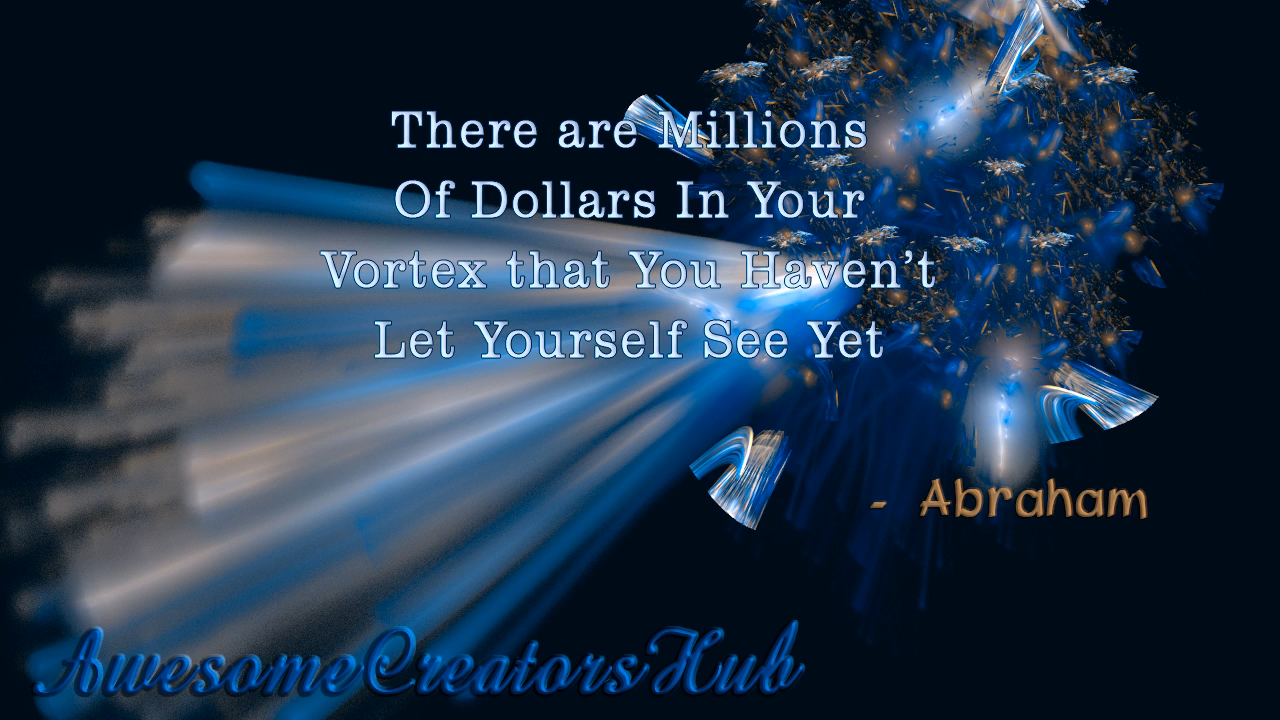 There are Millions
Of Dollars In Your
Vortex that You Haven’t
Let Yourself See Yet
- Abraham
AwesomeCreatorsHub